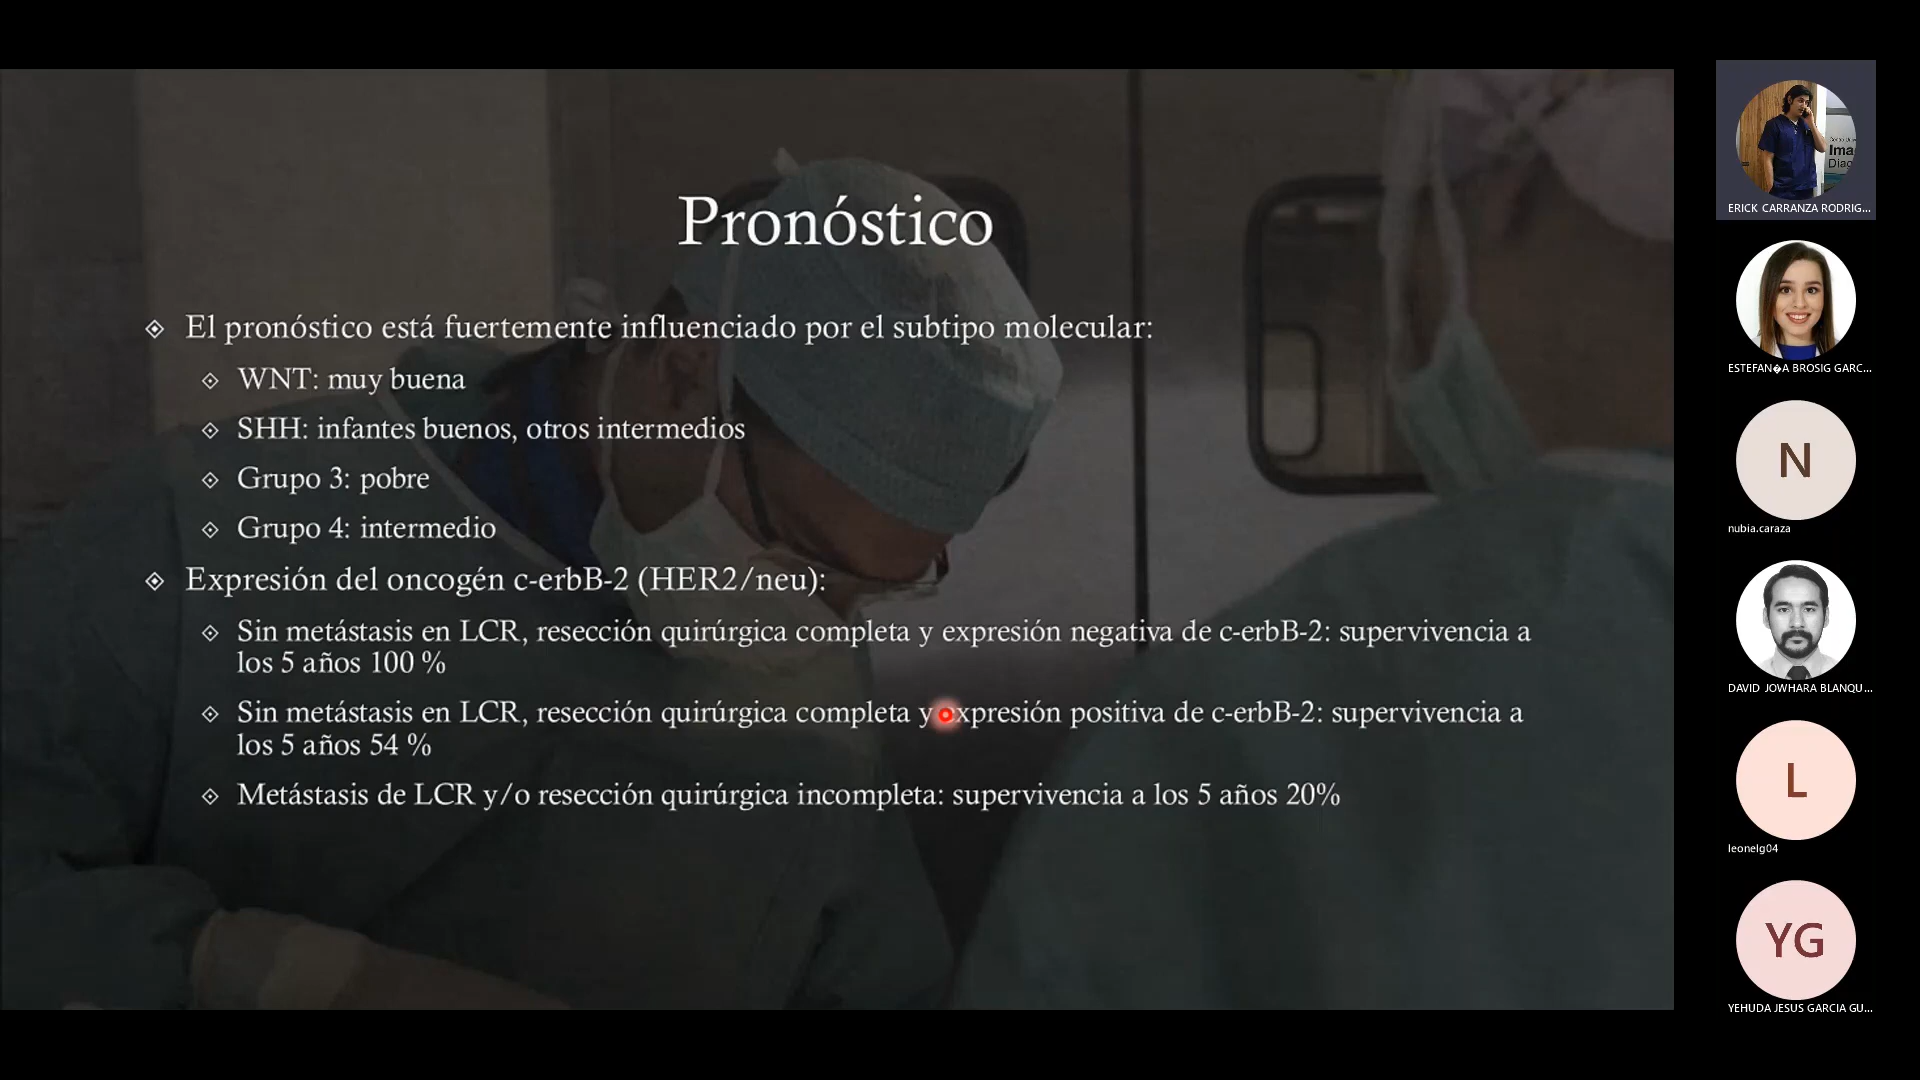 Pronóstico
El pronóstico está fuertemente influenciado por el subtipo molecular:
WNT: muy buena
SHH: infantes buenos, otros intermedios
Grupo 3: pobre
Grupo 4: intermedio
Expresión del oncogén c-erbB-2 (HER2/neu):
Sin metástasis en LCR, resección quirúrgica completa y expresión negativa de c-erbB-2: supervivencia a
los 5 años 100 %
Sin metástasis en LCR, resección quirúrgica completa y expresión positiva de c-erbB-2: supervivencia a
los 5 años 54 %
Metástasis de LCR y/o resección quirúrgica incompleta: supervivencia a los 5 años 20%
Ima
Diag
ERICK CARRANZA RODRIG...
ESTEFAN�A BROSIG GARC...
N
nubia.caraza
DAVID JOWHARA BLANQU...
L
leonelg04
YG
YEHUDA JESUS GARCIA GU...